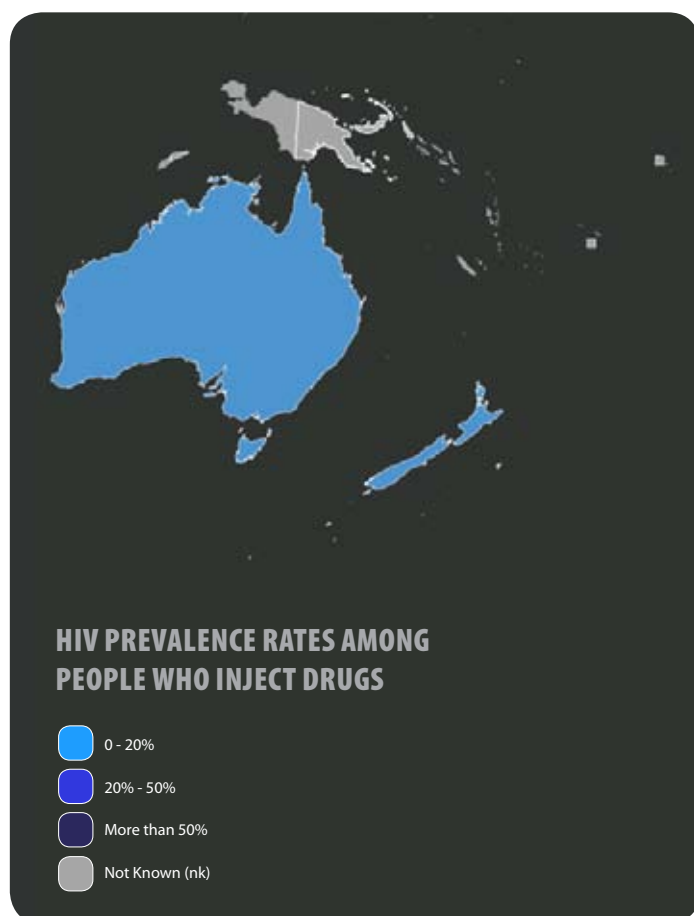 HIV PREVALENCE RATES AMONG
PEOPLE WHO INJECT DRUGS
0 - 20%
20% - 50%
More than 50%
Not Known (nk)